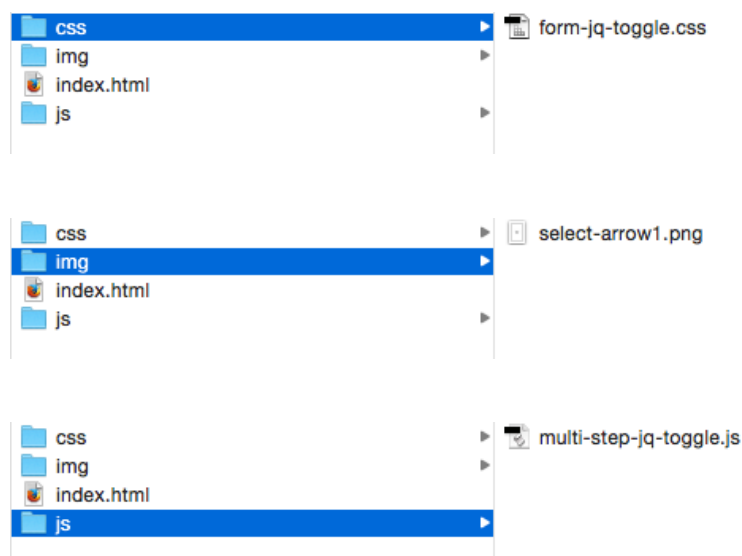 css form-jq-toggle.css
img
index.html
js
css select-arrow1.png
img
index.html
js
css multi-step-jq-toggle.js
img
index.html
js